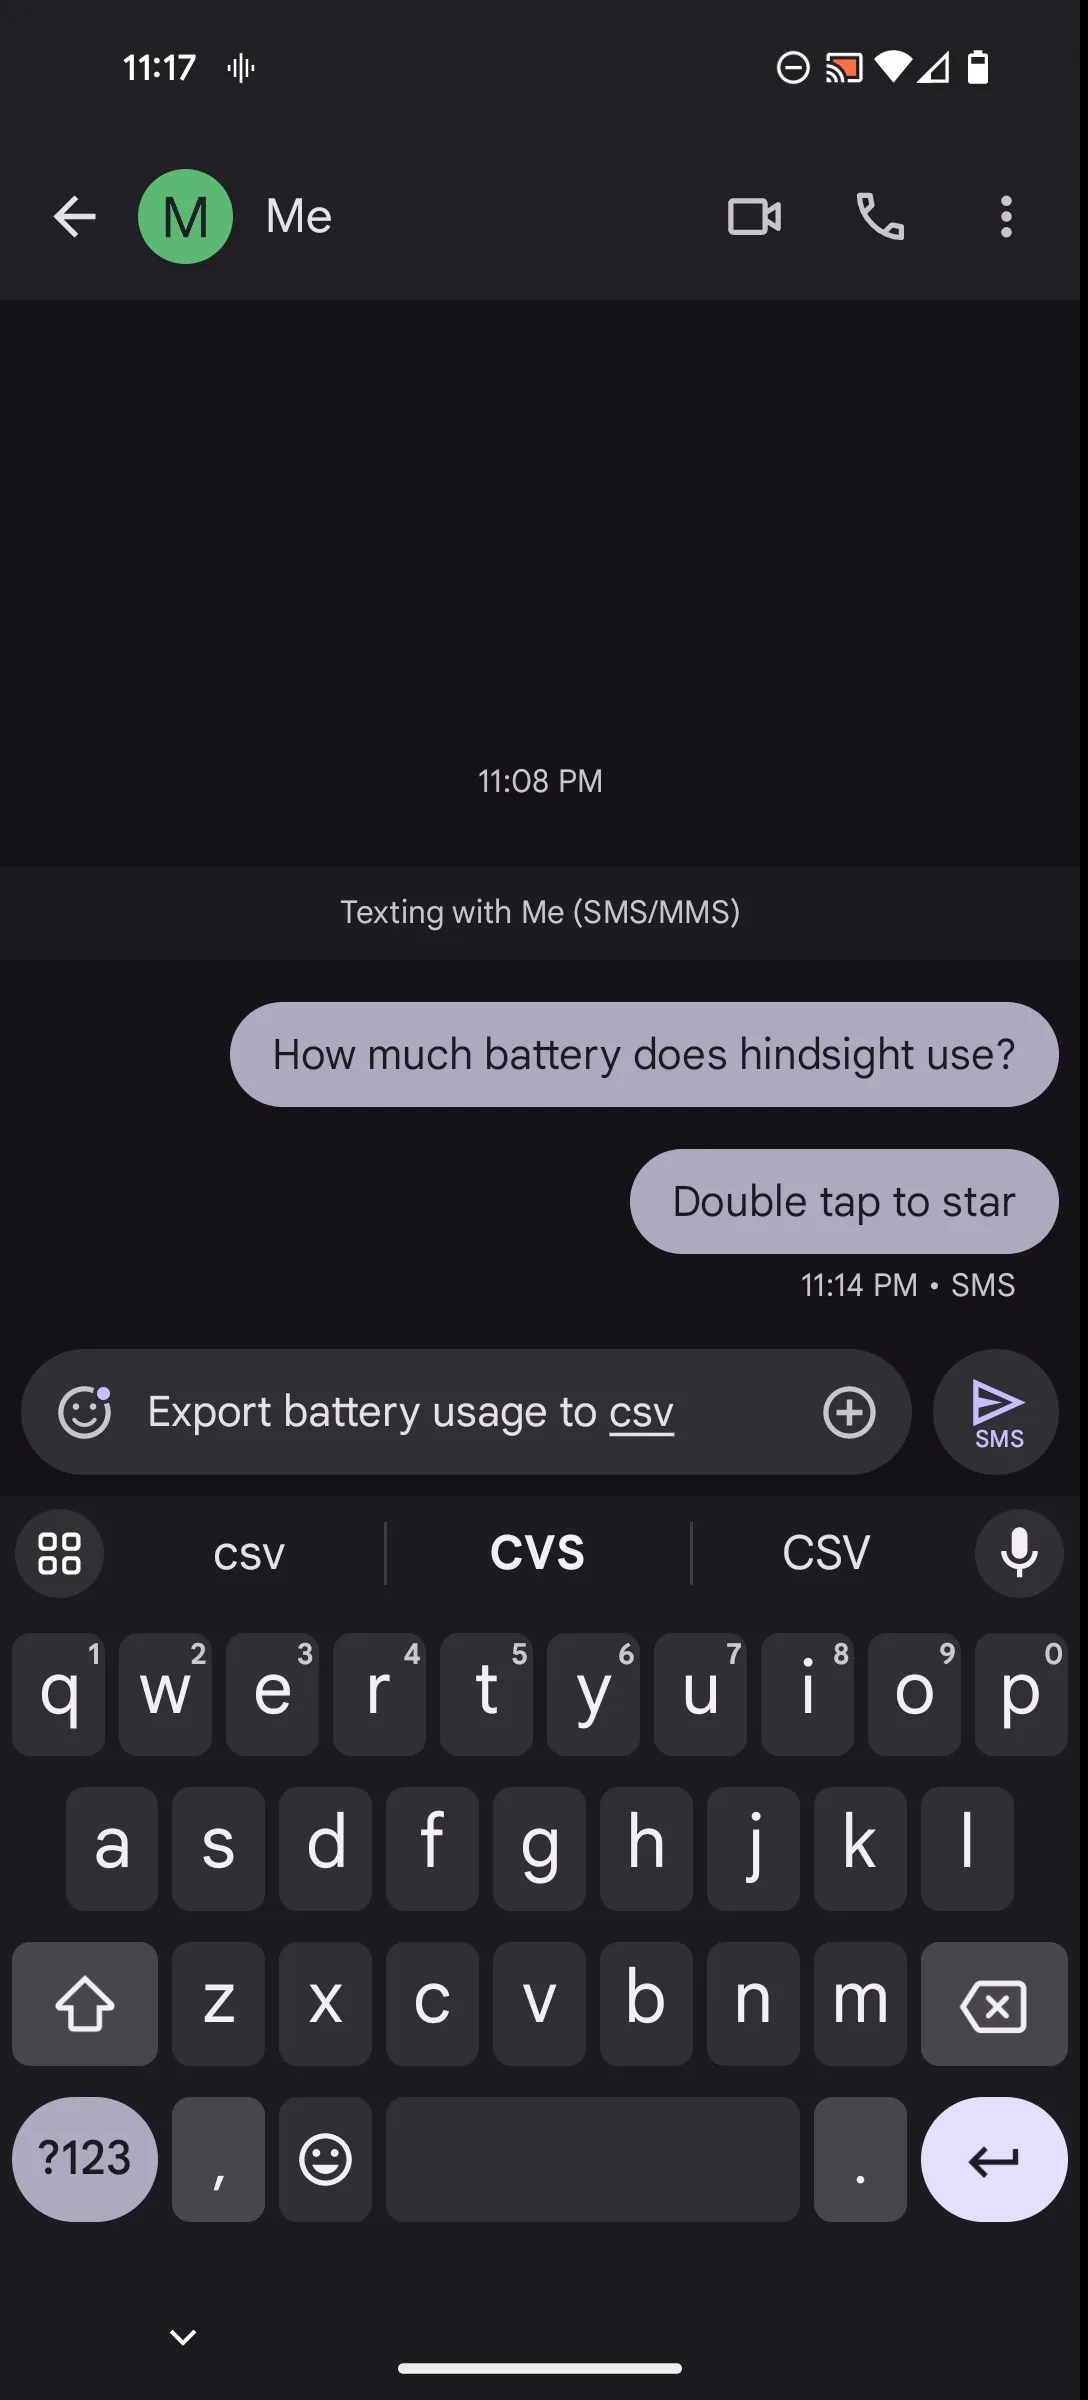 11:17
M Me
11:08 PM
Texting with Me (SMS/MMS)
How much battery does hindsight use?
Double tap to star
11:14 PM • SMS
Export battery usage to csv
SMS
csv CVS CSV
q1 w2 e3 r4 t5 y6 u7 i8 o9 p0
a s d f g h j k l
z x c v b n m
?123 , .